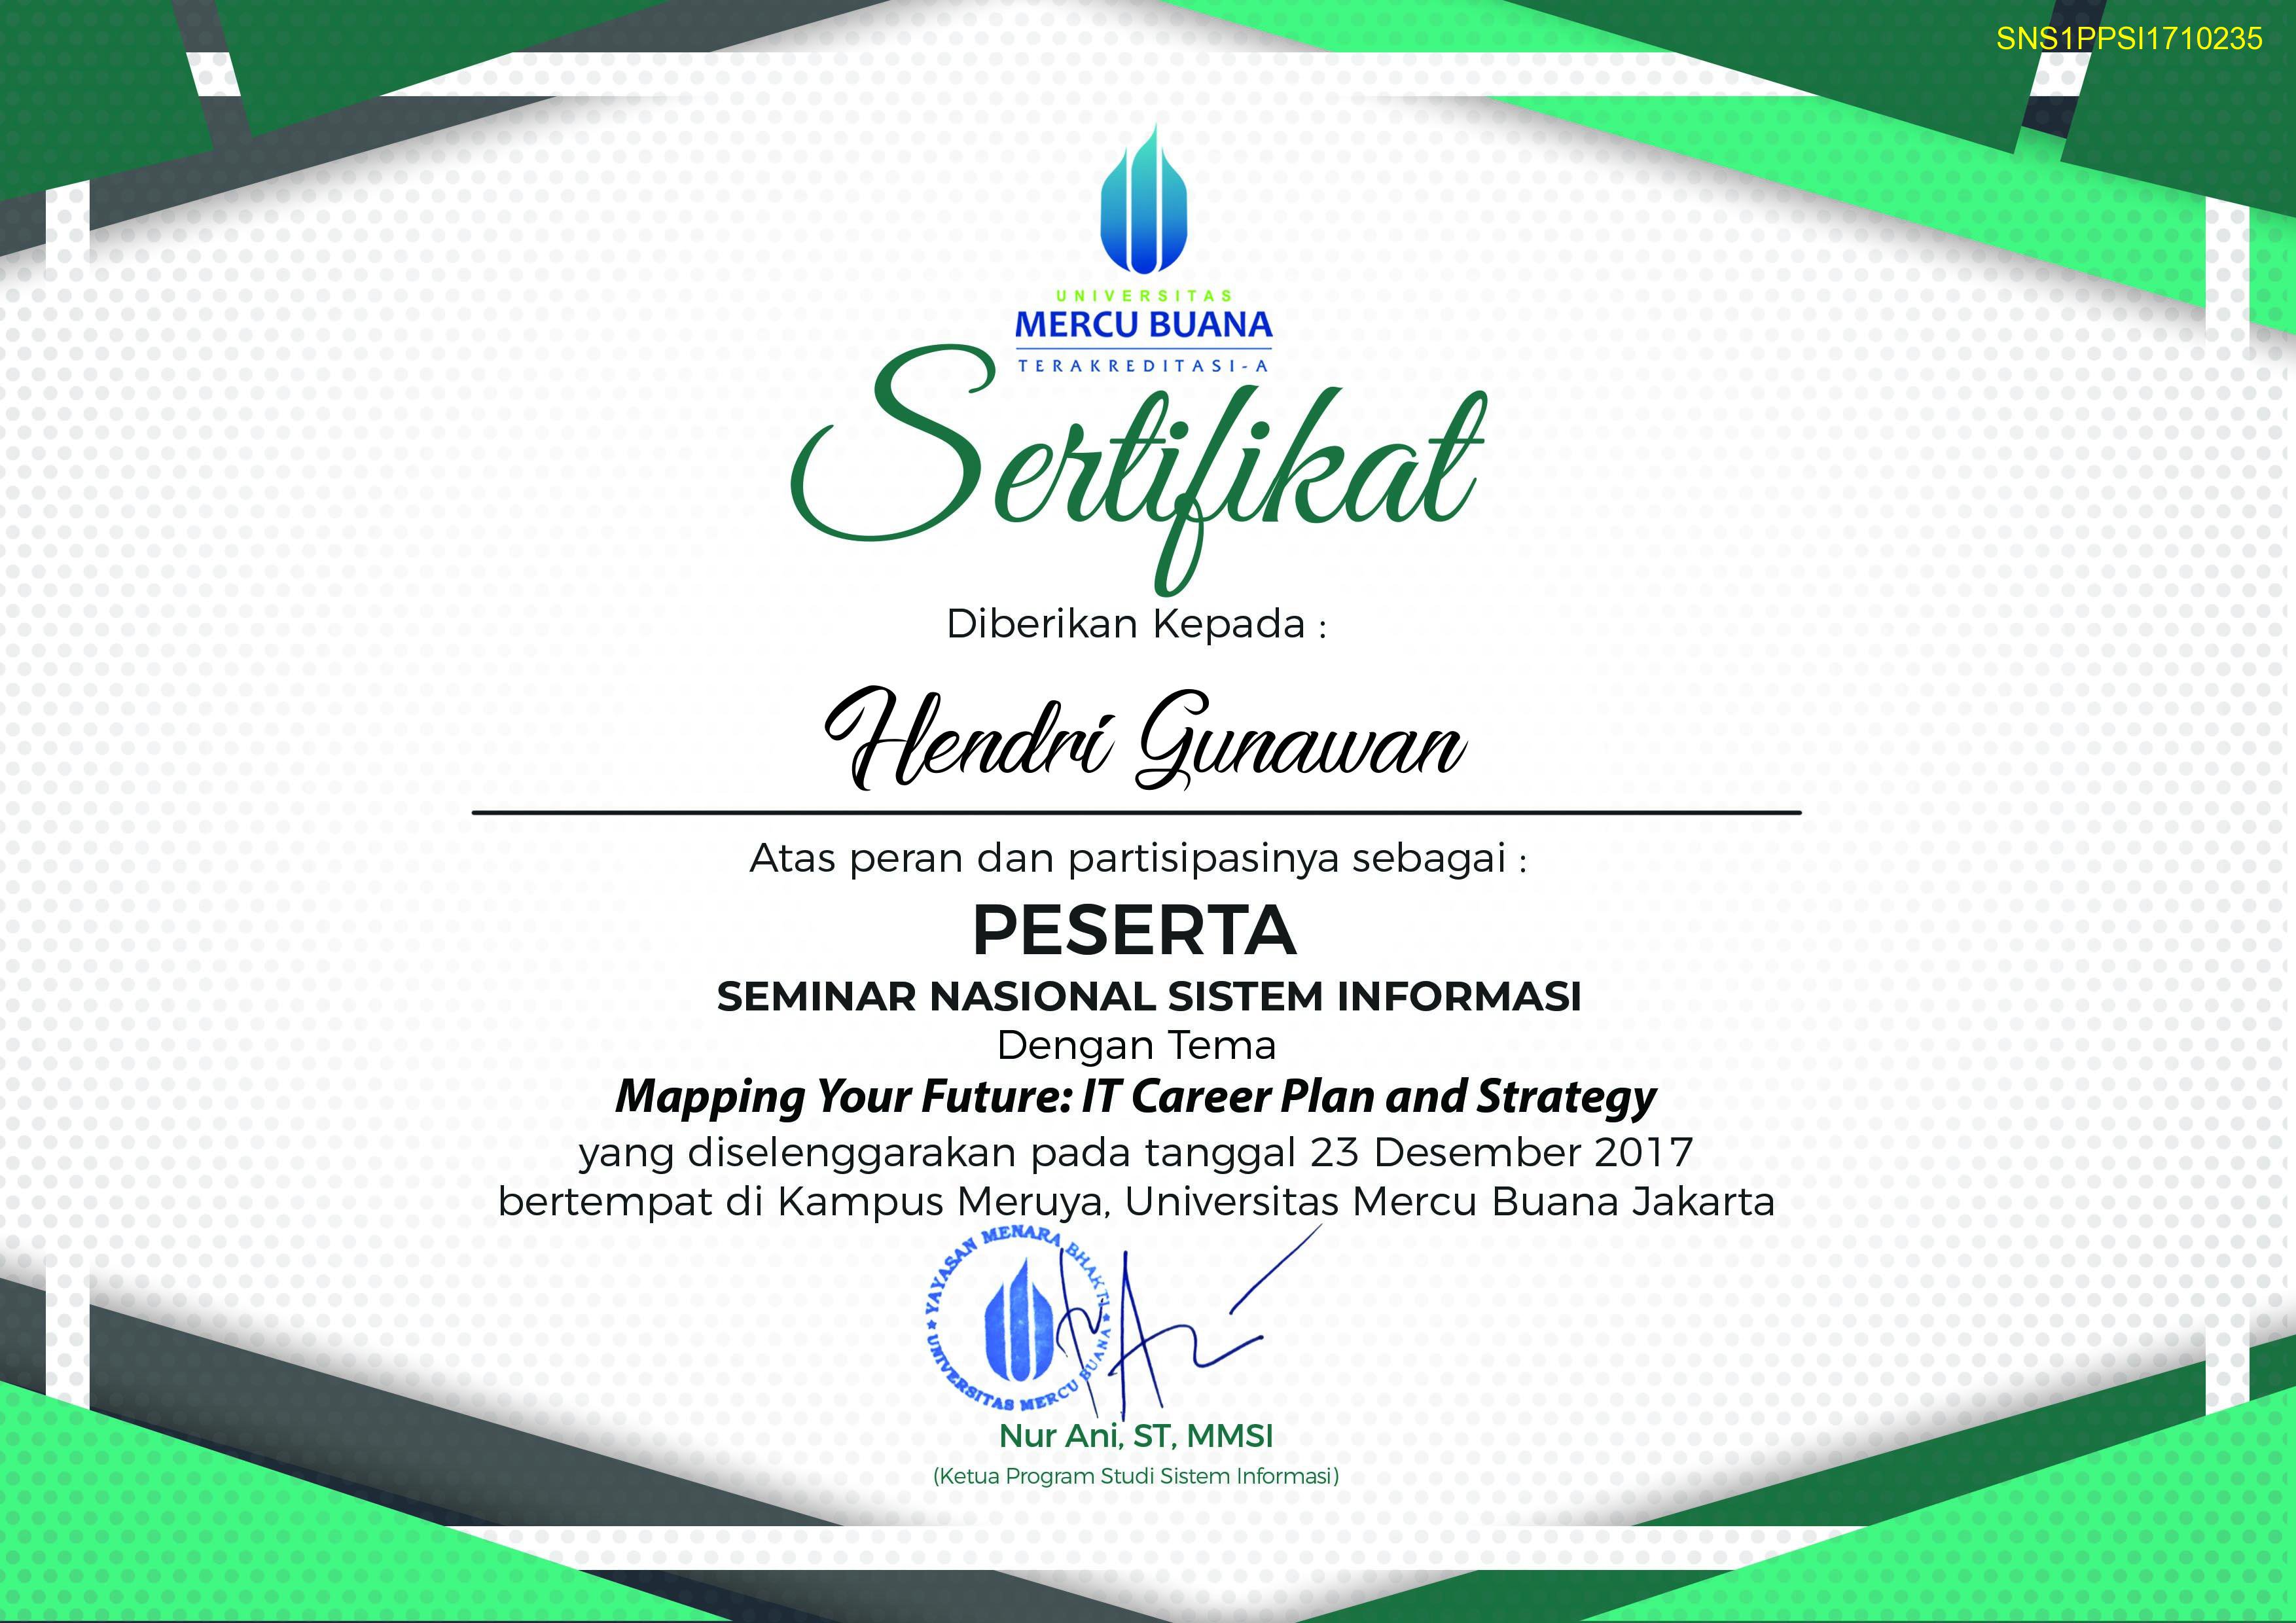 SNS1PPSI1710235
UNIVERSITAS
MERCU BUANA
TERAKREDITASI-A
Sertifikat
Diberikan Kepada :
Hendri Gunawan
Atas peran dan partisipasinya sebagai :
PESERTA
SEMINAR NASIONAL SISTEM INFORMASI
Dengan Tema
Mapping Your Future: IT Career Plan and Strategy
yang diselenggarakan pada tanggal 23 Desember 2017
bertempat di Kampus Meruya, Universitas Mercu Buana Jakarta
YAYASAN MENARA BHAKTI
UNIVERSITAS MERCU BUANA
Nur Ani, ST, MMSI
(Ketua Program Studi Sistem Informasi)